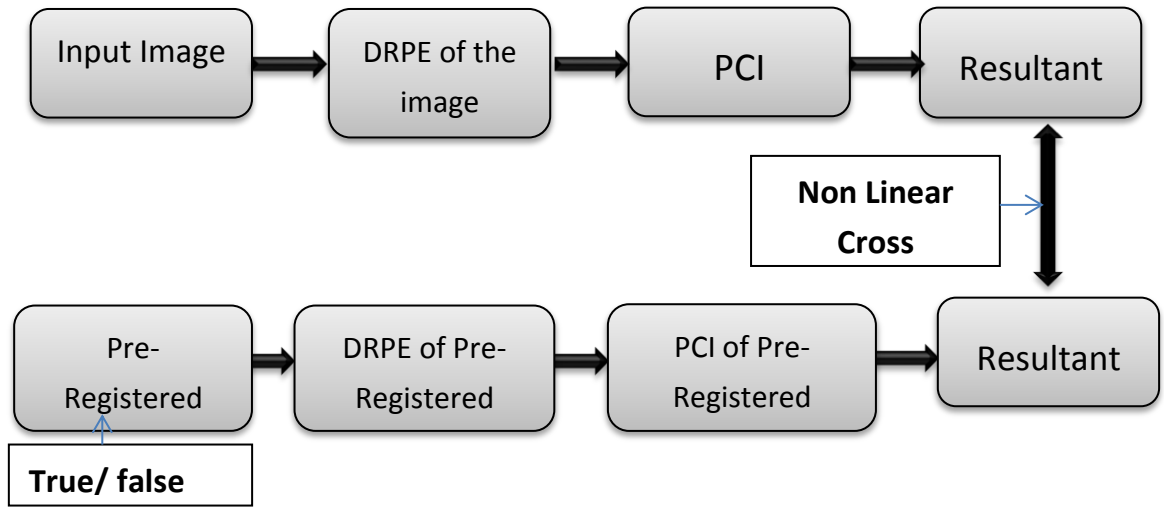 Input Image
DRPE of the
image
PCI
Resultant
Non Linear
Cross
Pre-
Registered
DRPE of Pre-
Registered
PCI of Pre-
Registered
Resultant
True/ false